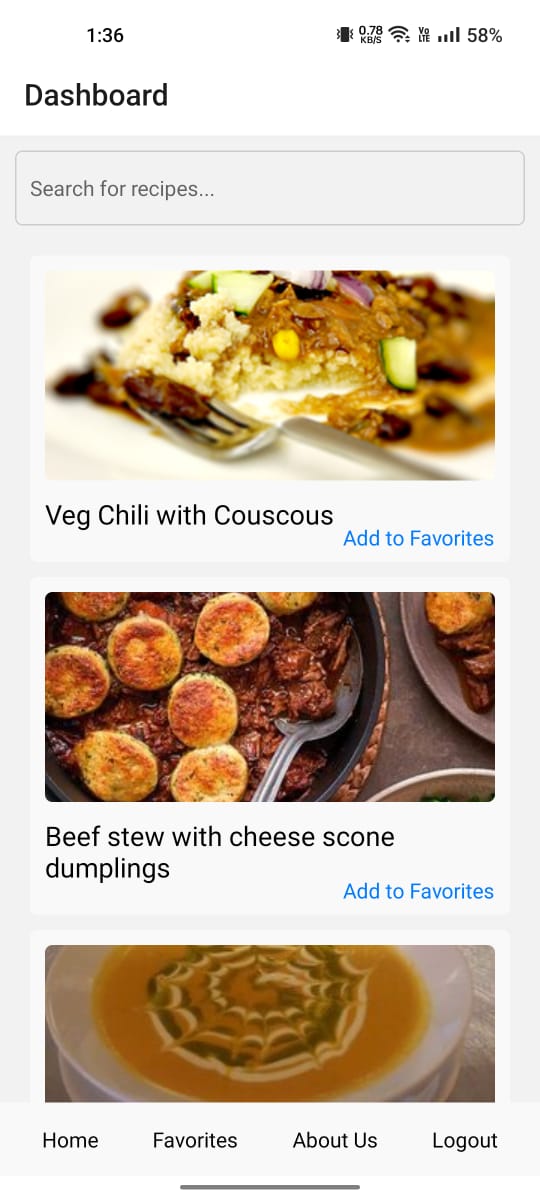 1:36
0.78
KB/S
Vo
LTE
58%
Dashboard
Search for recipes...
Veg Chili with Couscous
Add to Favorites
Beef stew with cheese scone
dumplings
Add to Favorites
Home
Favorites
About Us
Logout